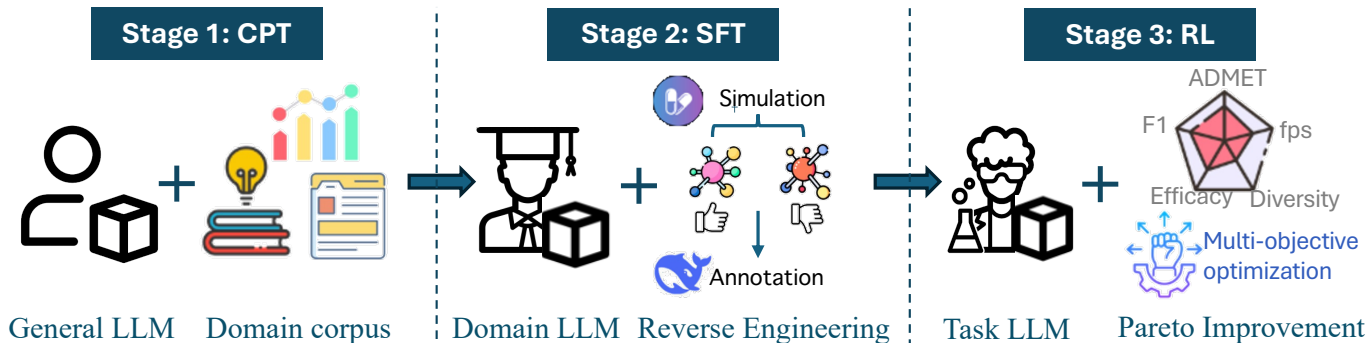 Stage 1: CPT
General LLM
Domain corpus
Stage 2: SFT
Simulation
Annotation
Domain LLM
Reverse Engineering
Stage 3: RL
ADMET
F1
fps
Efficacy
Diversity
Multi-objective
optimization
Task LLM
Pareto Improvement